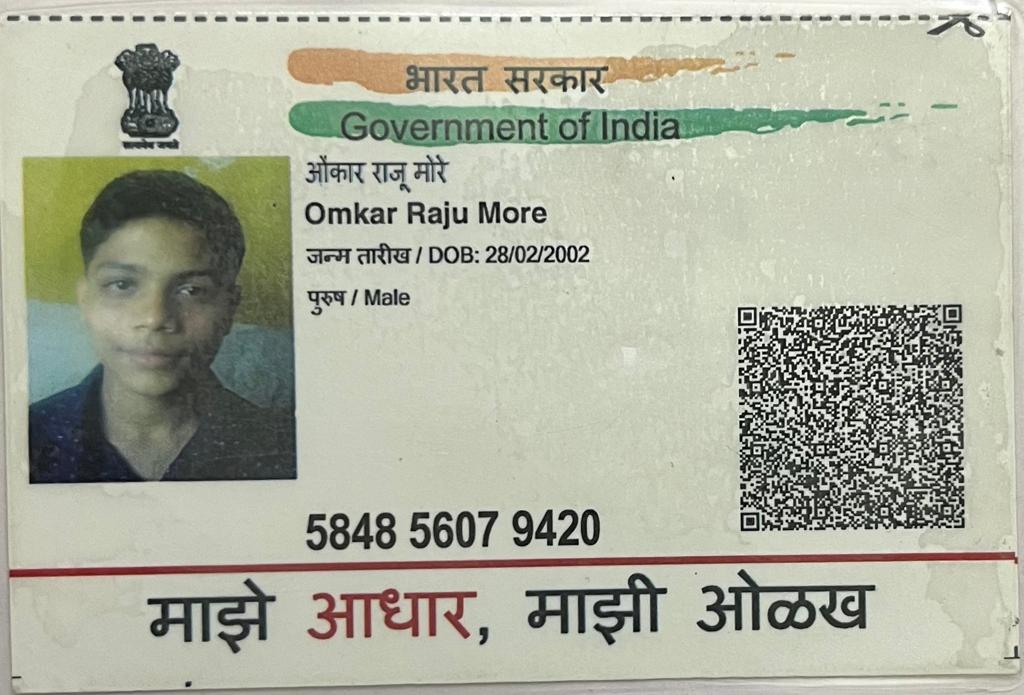 भारत सरकार
Government of India
सत्यमेव जयते
ओंकार राजू मोरे
Omkar Raju More
जन्म तारीख / DOB: 28/02/2002
पुरुष / Male
5848 5607 9420
माझे आधार, माझी ओळख